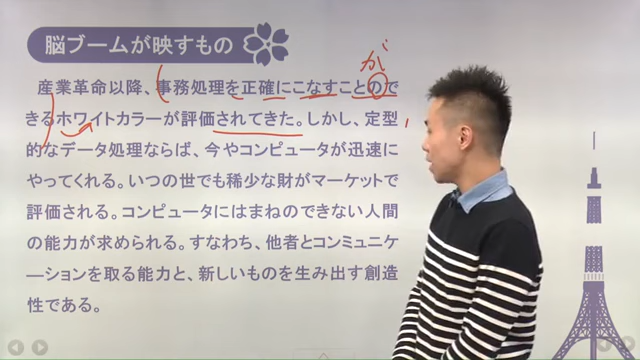 脳ブームが映すもの
が
産業革命以降、事務処理を正確にこなすことので
きるホワイトカラーが評価されてきた。しかし、定型
的なデータ処理ならば、今やコンピュータが迅速に
やってくれる。いつの世でも稀少な財がマーケットで
評価される。コンピュータにはまねのできない人間
の能力が求められる。すなわち、他者とコンミュニケ
―ションを取る能力と、新しいものを生み出す創造
性である。